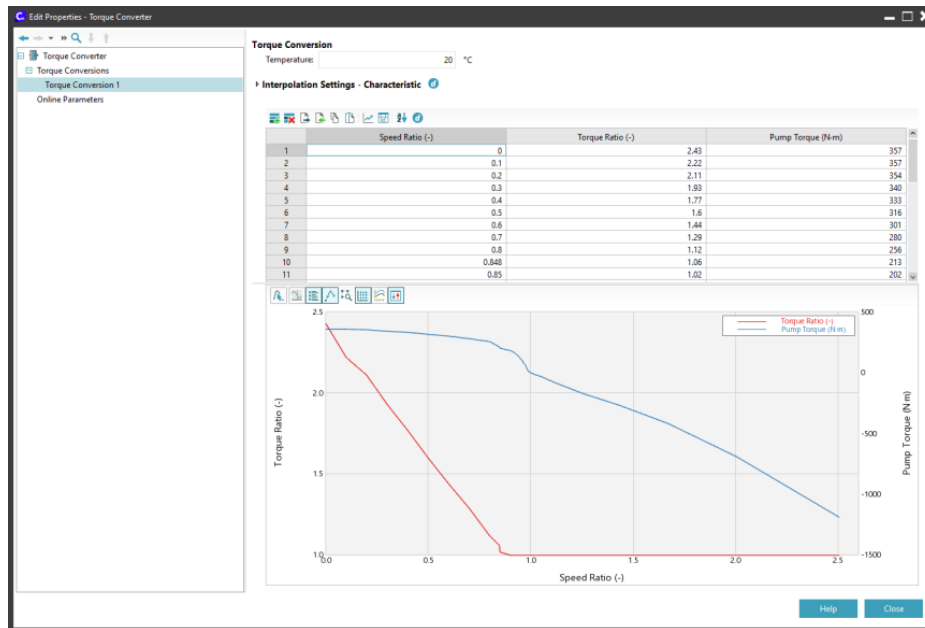 Edit Properties - Torque Converter
Torque Converter
Torque Conversions
Torque Conversion 1
Online Parameters
Torque Conversion
Temperature: 20 °C
Interpolation Settings - Characteristic
Speed Ratio (-) Torque Ratio (-) Pump Torque (N·m)
1 0 2.43 357
2 0.1 2.22 357
3 0.2 2.11 354
4 0.3 1.93 340
5 0.4 1.77 333
6 0.5 1.6 316
7 0.6 1.44 301
8 0.7 1.29 280
9 0.8 1.12 256
10 0.848 1.06 213
11 0.85 1.02 202
Torque Ratio (-)
Pump Torque (N·m)
2.5 500
0
2.0
-500
1.5
-1000
1.0 -1500
0.0 0.5 1.0 1.5 2.0 2.5
Torque Ratio (-)
Pump Torque (N·m)
Speed Ratio (-)
Help Close